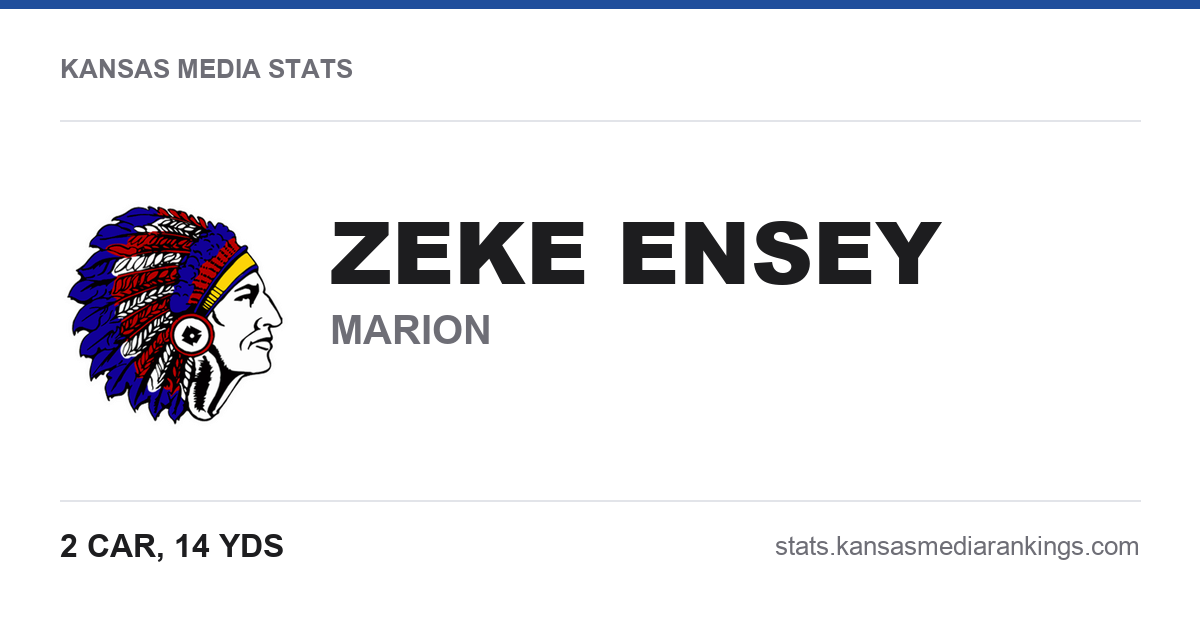 KANSAS MEDIA STATS
ZEKE ENSEY
MARION
2 CAR, 14 YDS
stats.kansasmediarankings.com